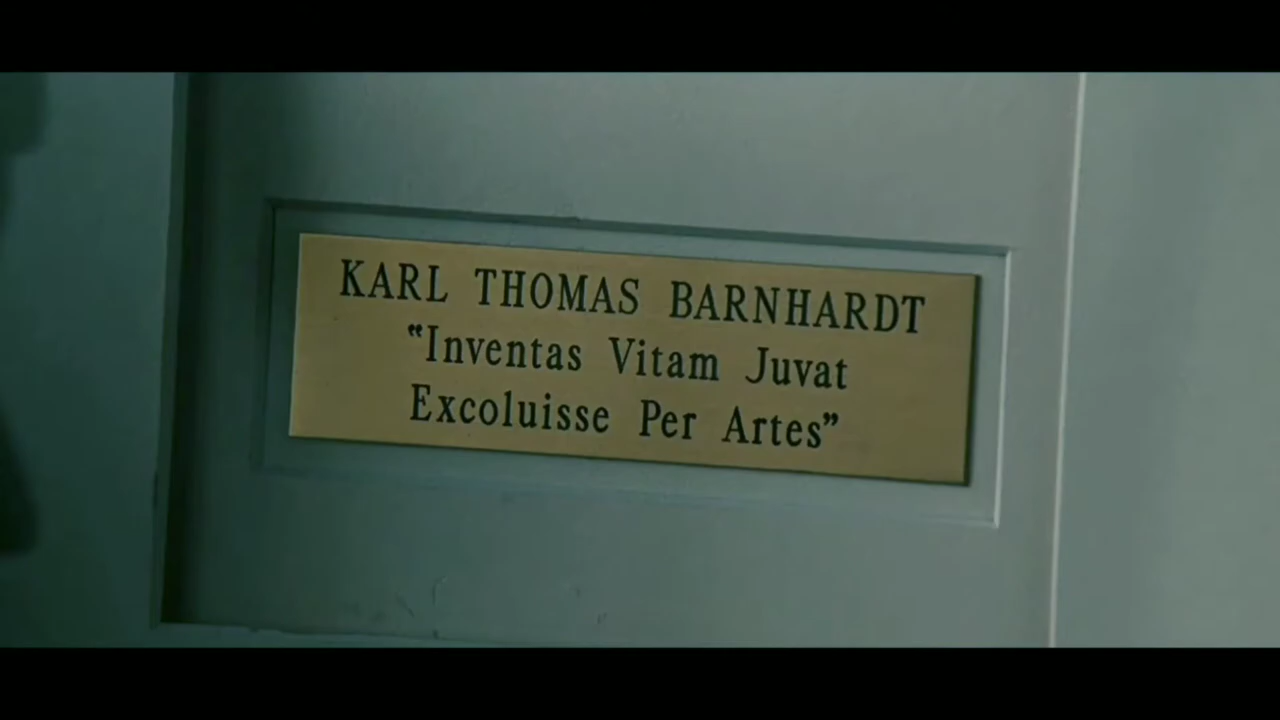 KARL THOMAS BARNHARDT
“Inventas Vitam Juvat
Excoluisse Per Artes”